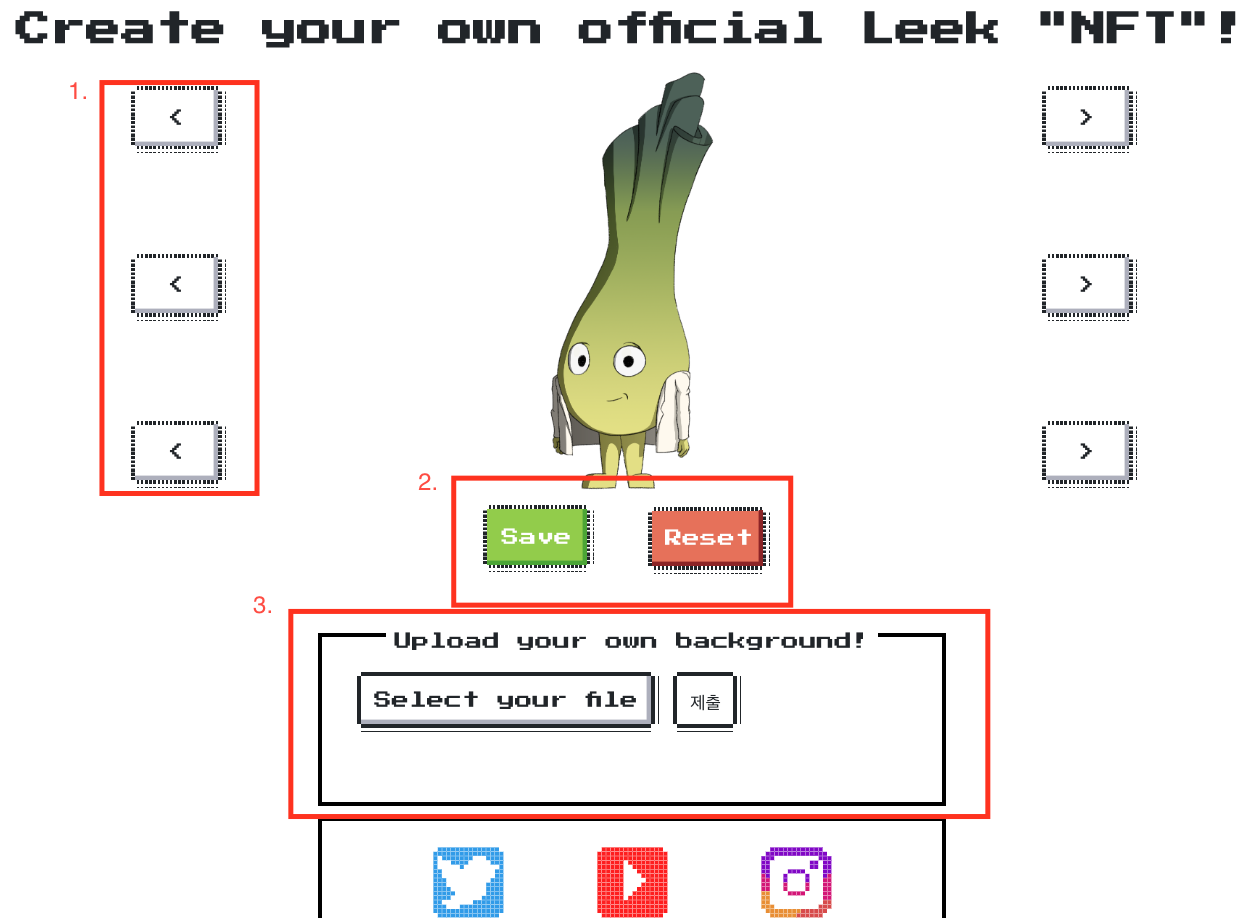 Create your own official Leek "NFT"!
1.
< >
< >
< >
2.
Save Reset
3.
Upload your own background!
Select your file 제출